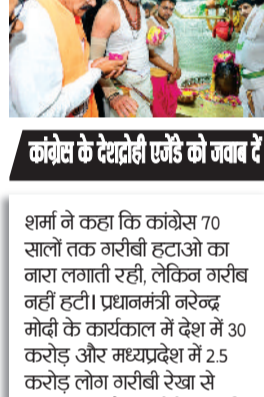 कांग्रेस के देशद्रोही एजेंडे को जवाब दें
शर्मा ने कहा कि कांग्रेस 70
सालों तक गरीबी हटाओ का
नारा लगाती रही, लेकिन गरीब
नहीं हटी। प्रधानमंत्री नरेन्द्र
मोदी के कार्यकाल में देश में 30
करोड़ और मध्यप्रदेश में 2.5
करोड़ लोग गरीबी रेखा से